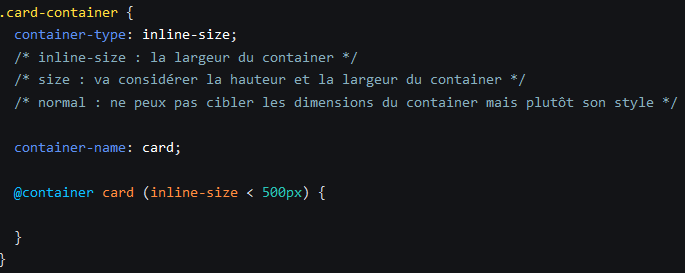 .card-container {
  container-type: inline-size;
  /* inline-size : la largeur du container */
  /* size : va considérer la hauteur et la largeur du container */
  /* normal : ne peux pas cibler les dimensions du container mais plutôt son style */
  container-name: card;
  @container card (inline-size < 500px) {
  }
}